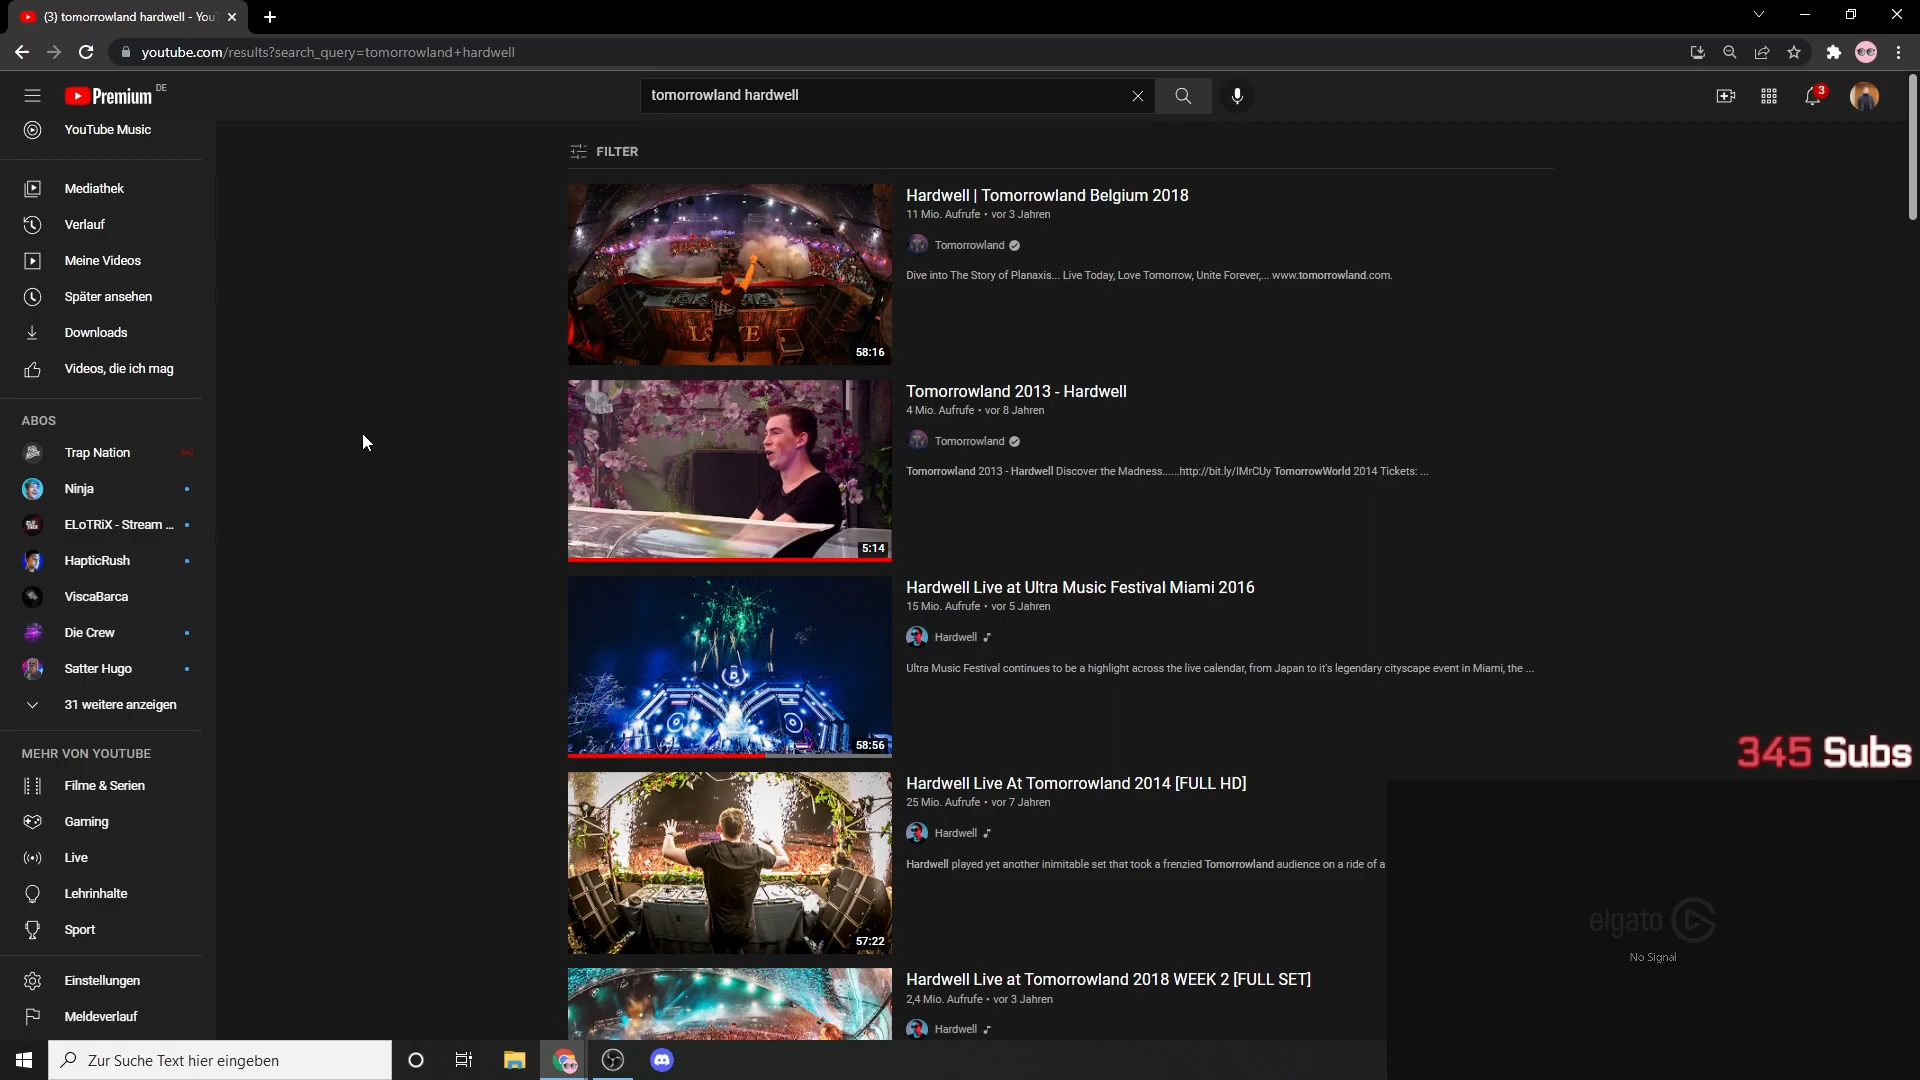 (3) tomorrowland hardwell - You
youtube.com/results?search_query=tomorrowland+hardwell
Premium DE
tomorrowland hardwell
3
YouTube Music
Mediathek
Verlauf
Meine Videos
Später ansehen
Downloads
Videos, die ich mag
ABOS
Trap Nation
Ninja
ELoTRiX - Stream ...
HapticRush
ViscaBarca
Die Crew
Satter Hugo
31 weitere anzeigen
MEHR VON YOUTUBE
Filme & Serien
Gaming
Live
Lehrinhalte
Sport
Einstellungen
Meldeverlauf
FILTER
LOVE
58:16
Hardwell | Tomorrowland Belgium 2018
11 Mio. Aufrufe • vor 3 Jahren
Tomorrowland
Dive into The Story of Planaxis... Live Today, Love Tomorrow, Unite Forever,... www.tomorrowland.com.
5:14
Tomorrowland 2013 - Hardwell
4 Mio. Aufrufe • vor 8 Jahren
Tomorrowland
Tomorrowland 2013 - Hardwell Discover the Madness......http://bit.ly/IMrCUy TomorrowWorld 2014 Tickets: ...
58:56
Hardwell Live at Ultra Music Festival Miami 2016
15 Mio. Aufrufe • vor 5 Jahren
Hardwell
Ultra Music Festival continues to be a highlight across the live calendar, from Japan to it's legendary cityscape event in Miami, the ...
57:22
Hardwell Live At Tomorrowland 2014 [FULL HD]
25 Mio. Aufrufe • vor 7 Jahren
Hardwell
Hardwell played yet another inimitable set that took a frenzied Tomorrowland audience on a ride of a
Hardwell Live at Tomorrowland 2018 WEEK 2 [FULL SET]
2,4 Mio. Aufrufe • vor 3 Jahren
Hardwell
345 Subs
elgato
No Signal
Zur Suche Text hier eingeben